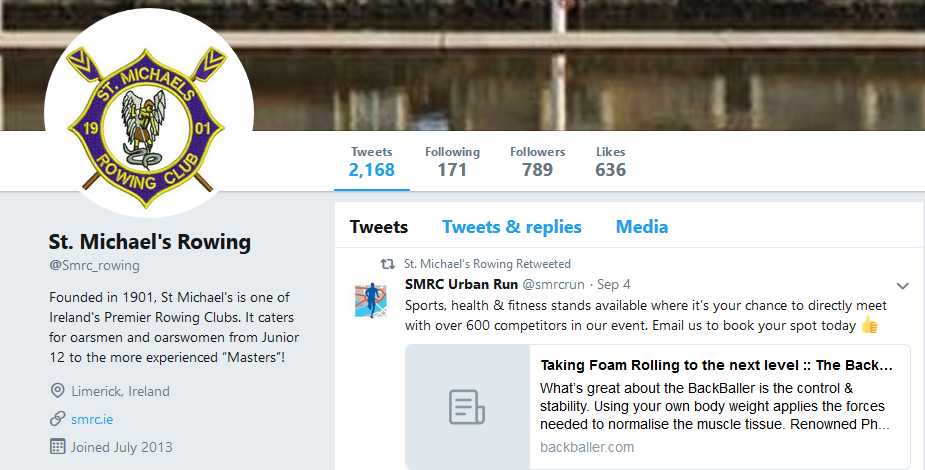 ST. MICHAELS
1901
ROWING CLUB
Tweets Following Followers Likes
2,168 171 789 636
St. Michael's Rowing
@Smrc_rowing
Founded in 1901, St Michael's is one of
Ireland's Premier Rowing Clubs. It caters
for oarsmen and oarswomen from Junior
12 to the more experienced “Masters”!
Limerick, Ireland
smrc.ie
Joined July 2013
Tweets Tweets & replies Media
St. Michael's Rowing Retweeted
SMRC Urban Run @smrcrun · Sep 4
Sports, health & fitness stands available where it’s your chance to directly meet
with over 600 competitors in our event. Email us to book your spot today 👍
Taking Foam Rolling to the next level :: The Back...
What’s great about the BackBaller is the control &
stability. Using your own body weight applies the forces
needed to normalise the muscle tissue. Renowned Ph...
backballer.com